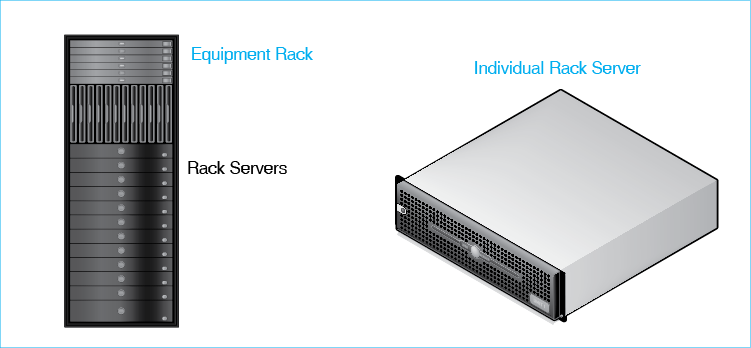 Equipment Rack
Individual Rack Server
Rack Servers